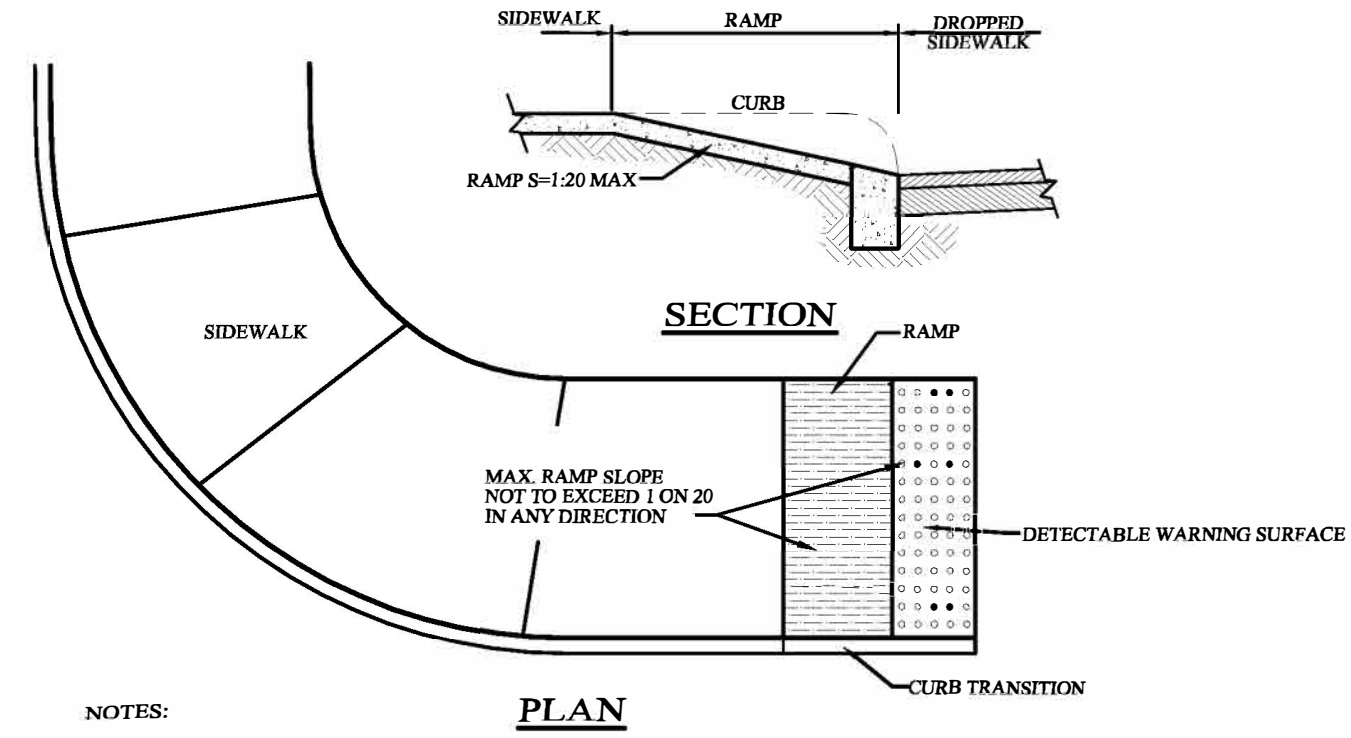 SIDEWALK
RAMP
DROPPED
SIDEWALK
CURB
RAMP S=1:20 MAX
SECTION
RAMP
SIDEWALK
MAX. RAMP SLOPE
NOT TO EXCEED 1 ON 20
IN ANY DIRECTION
DETECTABLE WARNING SURFACE
CURB TRANSITION
NOTES:
PLAN